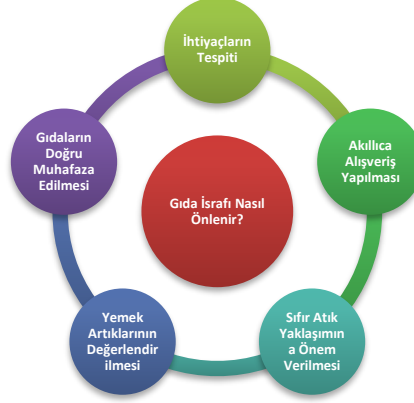 İhtiyaçların
Tespiti
Akıllıca
Alışveriş
Yapılması
Sıfır Atık
Yaklaşımın
a Önem
Verilmesi
Yemek
Artıklarının
Değerlendir
ilmesi
Gıdaların
Doğru
Muhafaza
Edilmesi
Gıda İsrafı Nasıl
Önlenir?